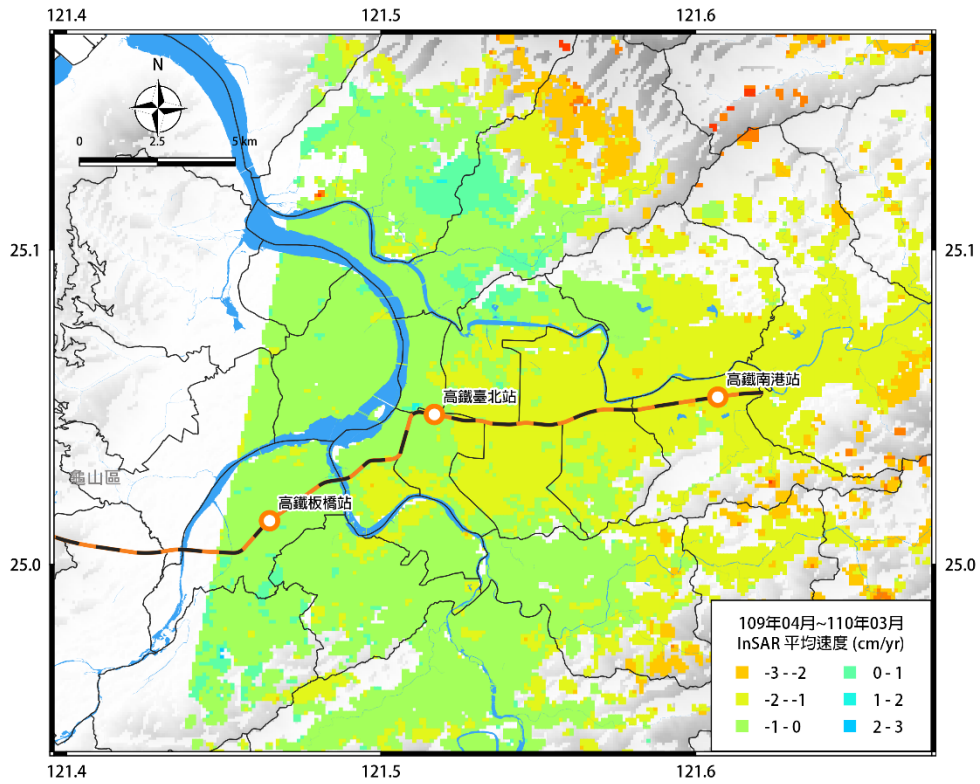 121.4 121.5 121.6
N
0 2.5 5 km
25.1 25.1
高鐵南港站
高鐵臺北站
龜山區
高鐵板橋站
25.0 25.0
109年04月~110年03月
InSAR 平均速度 (cm/yr)
-3 - -2 0 - 1
-2 - -1 1 - 2
-1 - 0 2 - 3
121.4 121.5 121.6